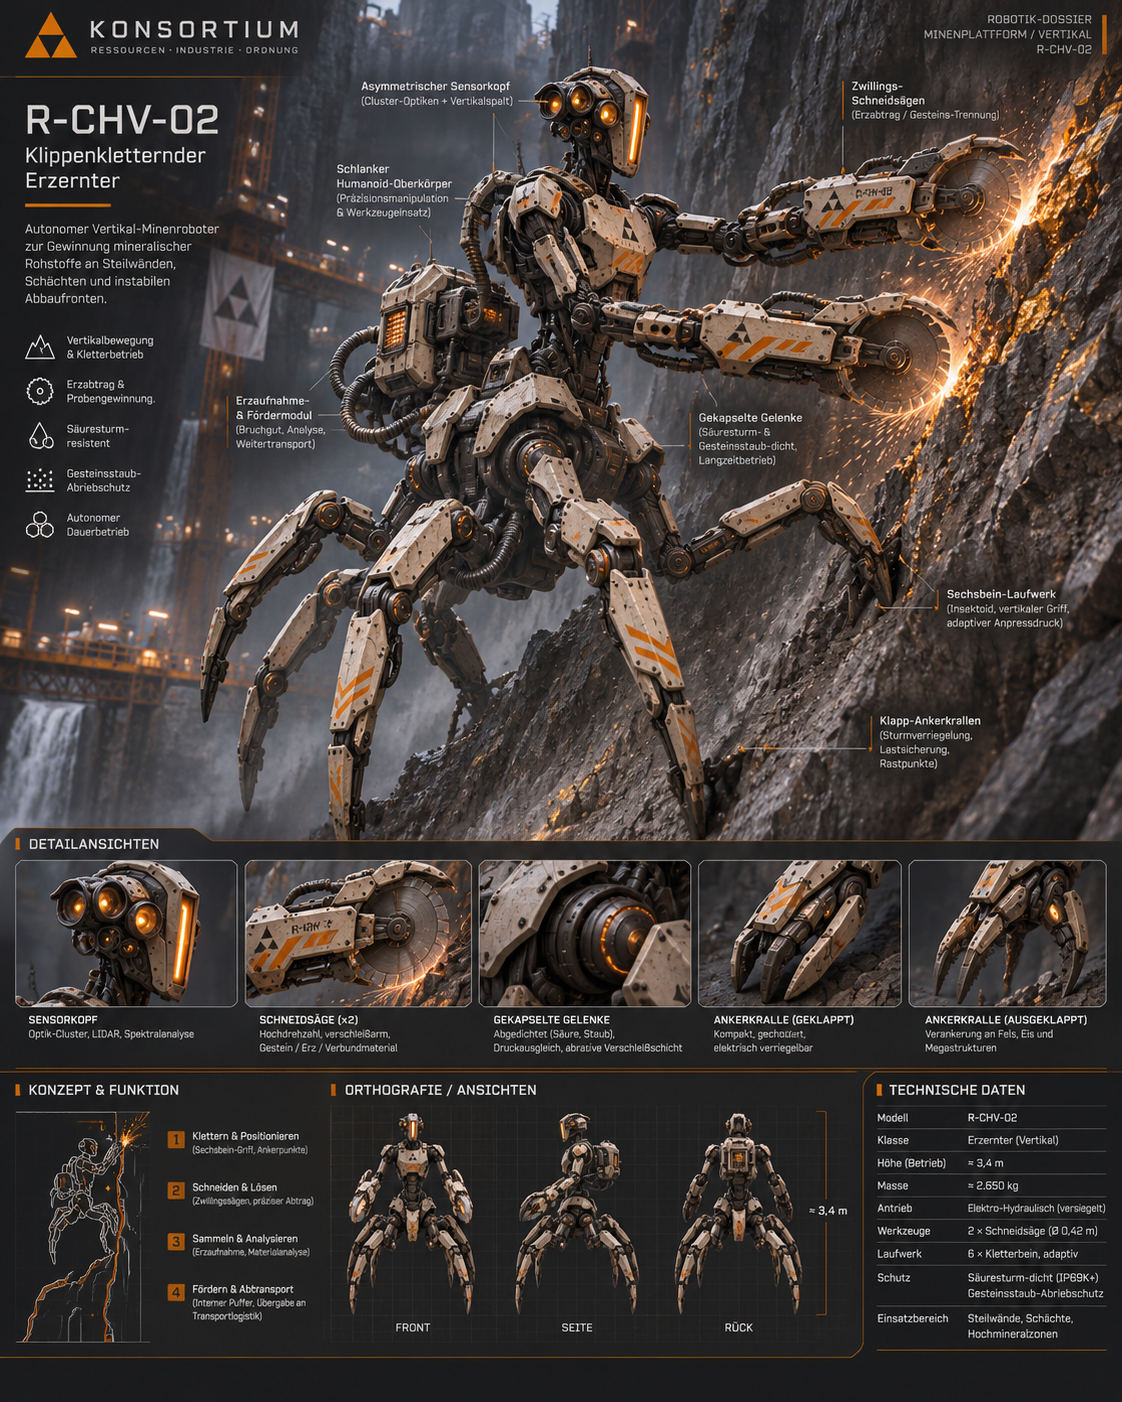 KONSORTIUM
RESSOURCEN · INDUSTRIE · ORDNUNG
ROBOTIK-DOSSIER
MINENPLATTFORM / VERTIKAL
R-CHV-02
R-CHV-02
Klippenkletternder
Erzernter
Autonomer Vertikal-Minenroboter
zur Gewinnung mineralischer
Rohstoffe an Steilwänden,
Schächten und instabilen
Abbaufronten.
Vertikalbewegung
& Kletterbetrieb
Erzabtrag &
Probengewinnung.
Säuresturm-
resistent
Gesteinsstaub-
Abriebschutz
Autonomer
Dauerbetrieb
Asymmetrischer Sensorkopf
(Cluster-Optiken + Vertikalspalt)
Schlanker
Humanoid-Oberkörper
(Präzisionsmanipulation
& Werkzeugeinsatz)
Zwillings-
Schneidsägen
(Erzabtrag / Gesteins-Trennung)
Erzaufnahme-
& Fördermodul
(Bruchgut, Analyse,
Weitertransport)
Gekapselte Gelenke
(Säuresturm- &
Gesteinsstaub-dicht,
Langzeitbetrieb)
Sechsbein-Laufwerk
(Insektoid, vertikaler Griff,
adaptiver Anpressdruck)
Klapp-Ankerkrallen
(Sturmverriegelung,
Lastsicherung,
Rastpunkte)
DETAILANSICHTEN
SENSORKOPF
Optik-Cluster, LIDAR, Spektralanalyse
SCHNEIDSÄGE (x2)
Hochdrehzahl, verschleißarm,
Gestein / Erz / Verbundmaterial
GEKAPSELTE GELENKE
Abgedichtet (Säure, Staub),
Druckausgleich, abrative Verschleißschicht
ANKERKRALLE (GEKLAPPT)
Kompakt,
elektrisch verriegelbar
ANKERKRALLE (AUSGEKLAPPT)
Verankerung an Fels, Eis und
Megastrukturen
KONZEPT & FUNKTION
1 Klettern & Positionieren
(Sechsbein-Griff, Ankerpunkte)
2 Schneiden & Lösen
(Zwillingssägen, präziser Abtrag)
3 Sammeln & Analysieren
(Erzaufnahme, Materialanalyse)
4 Fördern & Abtransport
(Interner Puffer, Übergabe an
Transportlogistik)
ORTHOGRAFIE / ANSICHTEN
≈ 3,4 m
FRONT
SEITE
RÜCK
TECHNISCHE DATEN
Modell R-CHV-02
Klasse Erzernter (Vertikal)
Höhe (Betrieb) ≈ 3,4 m
Masse ≈ 2.650 kg
Antrieb Elektro-Hydraulisch (versiegelt)
Werkzeuge 2 × Schneidsäge (Ø 0,42 m)
Laufwerk 6 × Kletterbein, adaptiv
Schutz Säuresturm-dicht (IP69K+)
Gesteinsstaub-Abriebschutz
Einsatzbereich Steilwände, Schächte,
Hochmineralzonen